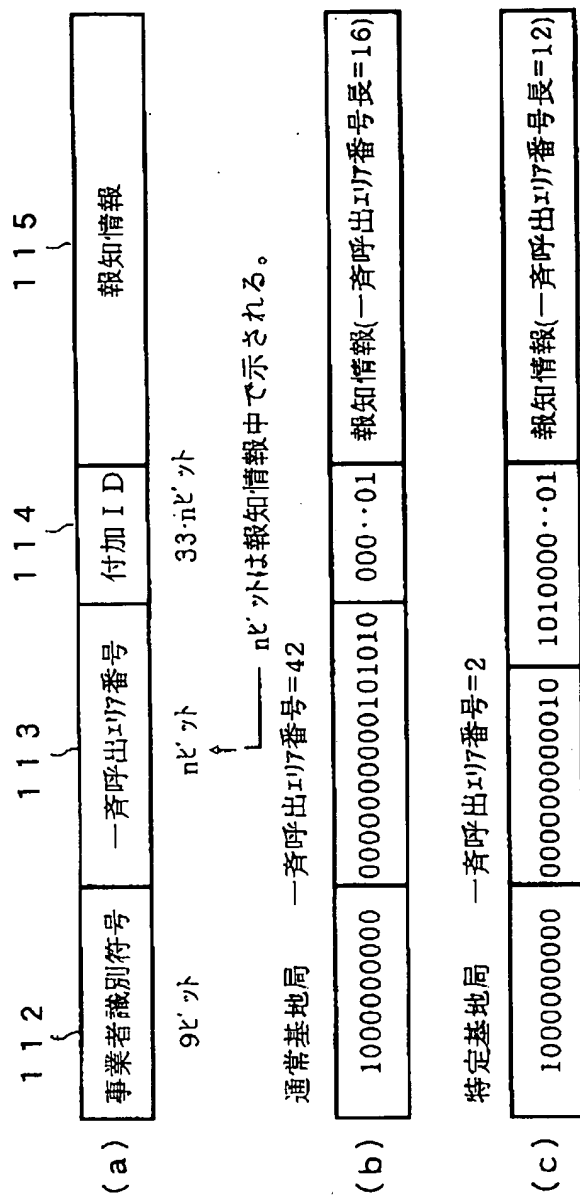 112 113 114 115
(a) 事業者識別符号 一斉呼出エリア番号 付加ID 報知情報
9ビット nビット 33-nビット
nビットは報知情報中で示される。
通常基地局 一斉呼出エリア番号=42
(b) 1000000000 0000000000101010 000‥01 報知情報(一斉呼出エリア番号長=16)
特定基地局 一斉呼出エリア番号=2
(c) 1000000000 000000000010 1010000‥01 報知情報(一斉呼出エリア番号長=12)